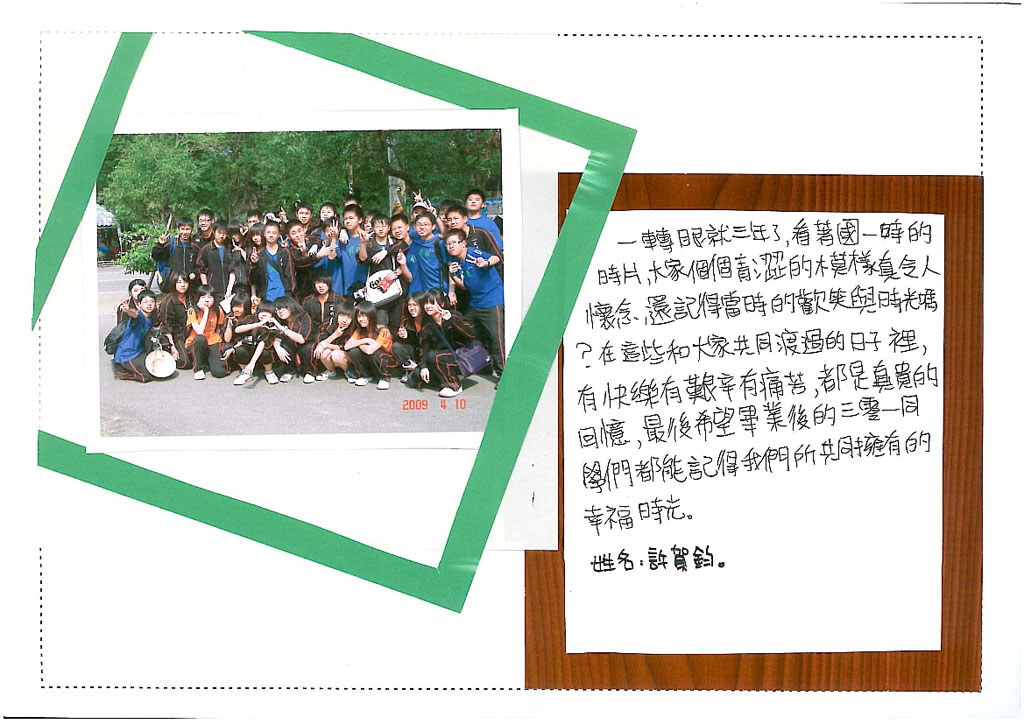 2009 4 10
一轉眼就三年了,看著國一時的
時片,大家個個青澀的模樣真令人
懷念,還記得當時的歡笑與時光嗎
?在這些和大家共同渡過的日子裡,
有快樂有艱辛有痛苦,都是真貴的
回憶,最後希望畢業後的三零一同
學們都能記得我們所共同擁有的
幸福時光。
姓名:許賀鈞。